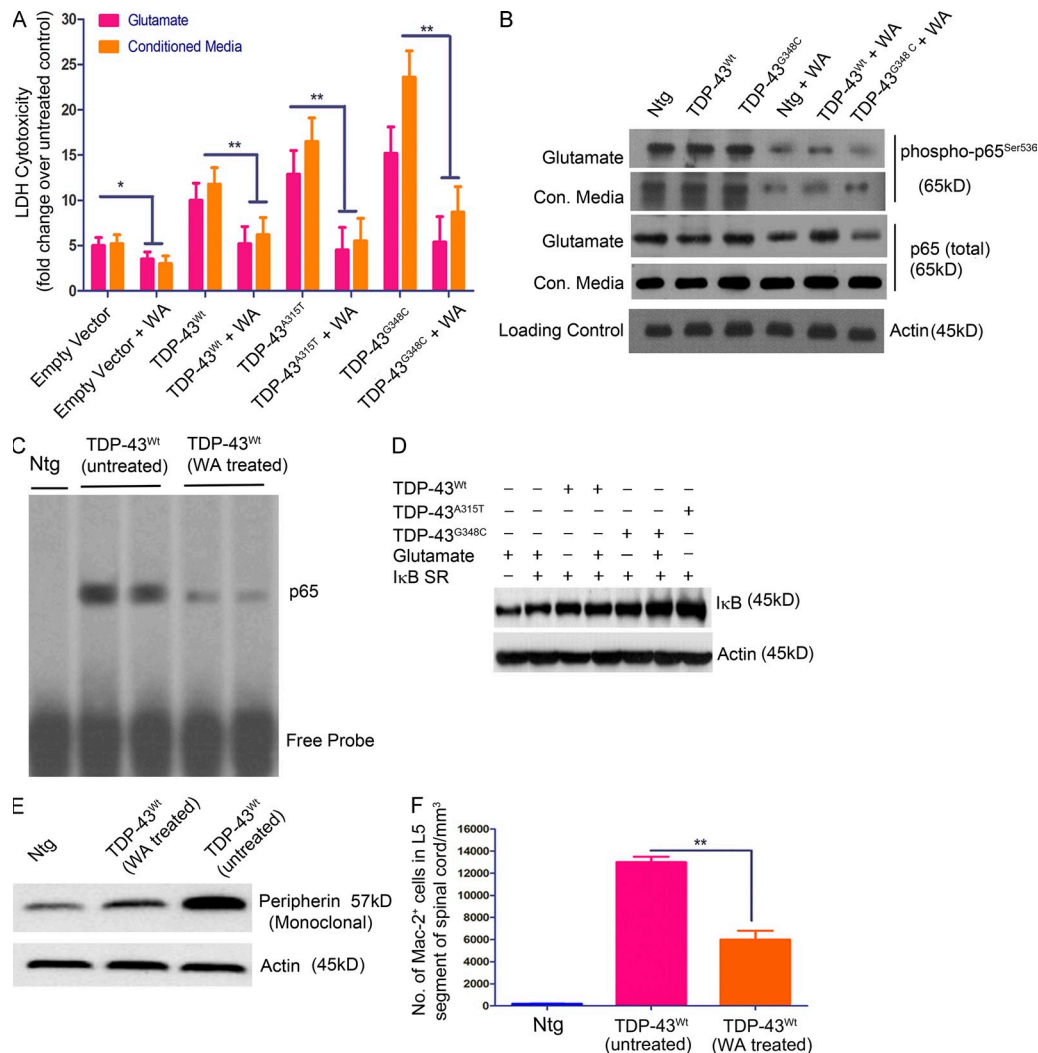 A
Glutamate
Conditioned Media
LDH Cytotoxicity
(fold change over untreated control)
30
25
20
15
10
5
0
*
**
**
**
Empty Vector
Empty Vector + WA
TDP-43Wt
TDP-43Wt + WA
TDP-43A315T
TDP-43A315T + WA
TDP-43G348C
TDP-43G348C + WA
B
Ntg
TDP-43Wt
TDP-43G348C
Ntg + WA
TDP-43Wt + WA
TDP-43G348 C + WA
Glutamate
Con. Media
phospho-p65Ser536
(65kD)
Glutamate
Con. Media
p65 (total)
(65kD)
Loading Control
Actin (45kD)
C
Ntg
TDP-43Wt
(untreated)
TDP-43Wt
(WA treated)
p65
Free Probe
D
TDP-43Wt – – + + – – –
TDP-43A315T – – – – – – +
TDP-43G348C – – – – + + –
Glutamate + + – + – + –
IκB SR – + + + + + +
IκB (45kD)
Actin (45kD)
E
Ntg
TDP-43Wt
(WA treated)
TDP-43Wt
(untreated)
Peripherin 57kD
(Monoclonal)
Actin (45kD)
F
No. of Mac-2+ cells in L5
segment of spinal cord/mm3
16000
14000
12000
10000
8000
6000
4000
2000
0
**
Ntg
TDP-43Wt
(untreated)
TDP-43Wt
(WA treated)